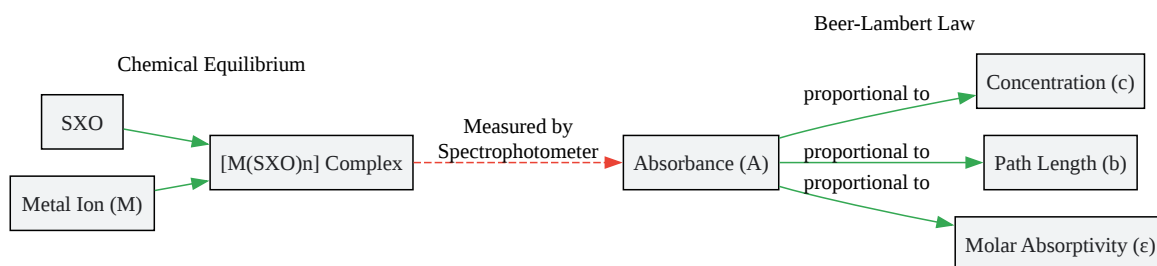 Beer-Lambert Law
Chemical Equilibrium
SXO
Metal Ion (M)
[M(SXO)n] Complex
Measured by
Spectrophotometer
Absorbance (A)
proportional to
Concentration (c)
proportional to
Path Length (b)
proportional to
Molar Absorptivity (ε)